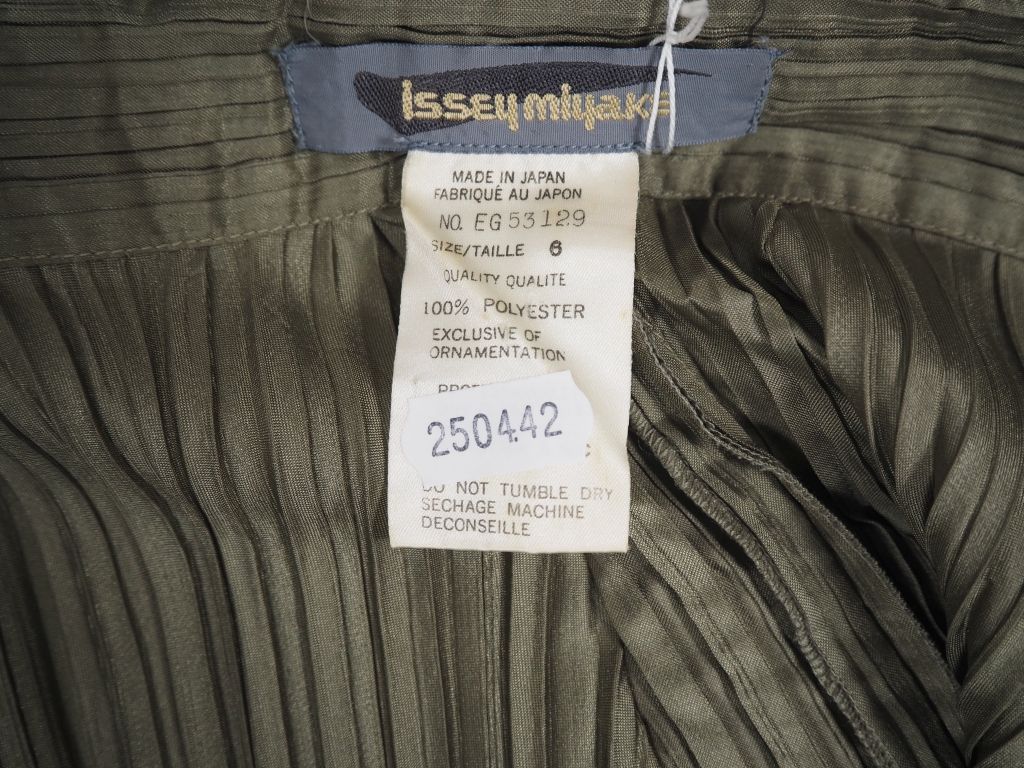 issey miyake
MADE IN JAPAN
FABRIQUÉ AU JAPON
NO. EG 53129
SIZE/TAILLE 6
QUALITY QUALITE
100% POLYESTER
EXCLUSIVE OF
ORNAMENTATION
250442
DO NOT TUMBLE DRY
SECHAGE MACHINE
DECONSEILLE